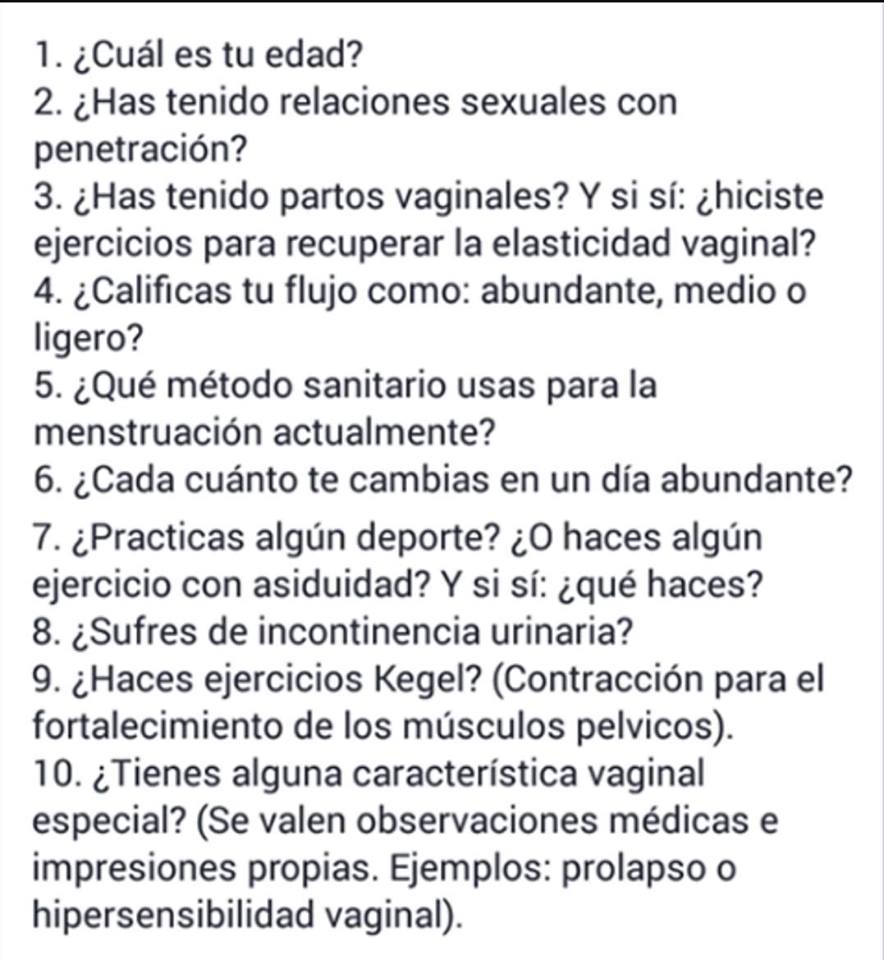 1. ¿Cuál es tu edad?
2. ¿Has tenido relaciones sexuales con
penetración?
3. ¿Has tenido partos vaginales? Y si sí: ¿hiciste
ejercicios para recuperar la elasticidad vaginal?
4. ¿Calificas tu flujo como: abundante, medio o
ligero?
5. ¿Qué método sanitario usas para la
menstruación actualmente?
6. ¿Cada cuánto te cambias en un día abundante?
7. ¿Practicas algún deporte? ¿O haces algún
ejercicio con asiduidad? Y si sí: ¿qué haces?
8. ¿Sufres de incontinencia urinaria?
9. ¿Haces ejercicios Kegel? (Contracción para el
fortalecimiento de los músculos pelvicos).
10. ¿Tienes alguna característica vaginal
especial? (Se valen observaciones médicas e
impresiones propias. Ejemplos: prolapso o
hipersensibilidad vaginal).